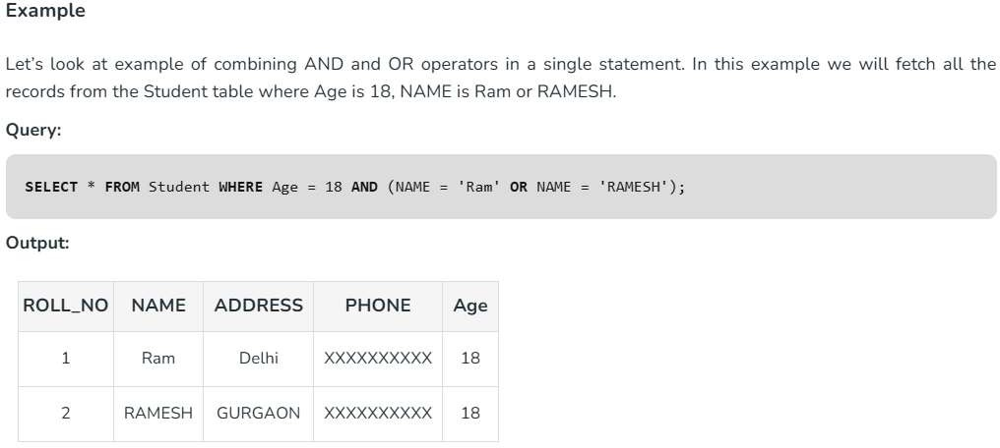 Example
Let’s look at example of combining AND and OR operators in a single statement. In this example we will fetch all the
records from the Student table where Age is 18, NAME is Ram or RAMESH.
Query:
SELECT * FROM Student WHERE Age = 18 AND (NAME = 'Ram' OR NAME = 'RAMESH');
Output:
ROLL_NO NAME ADDRESS PHONE Age
1 Ram Delhi XXXXXXXXXX 18
2 RAMESH GURGAON XXXXXXXXXX 18